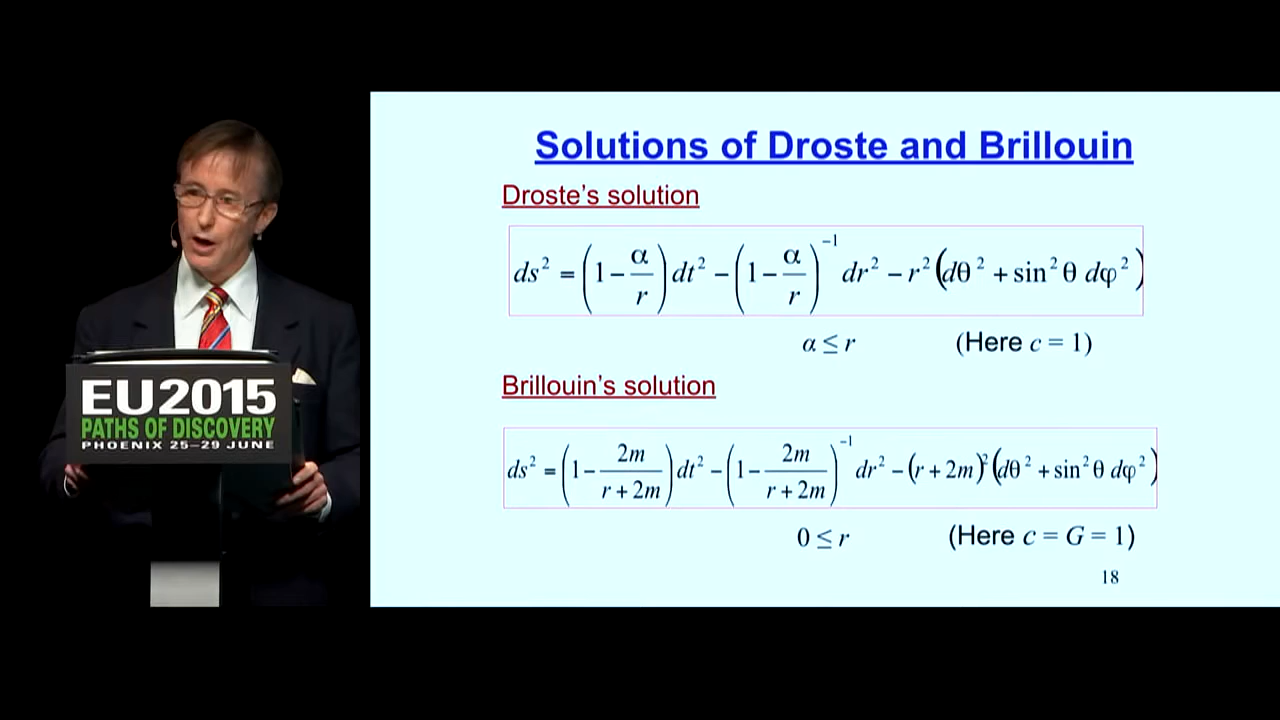 EU2015
PATHS OF DISCOVERY
PHOENIX 25–29 JUNE
Solutions of Droste and Brillouin
Droste's solution
ds² = (1 − α/r) dt² − (1 − α/r)⁻¹ dr² − r² (dθ² + sin²θ dφ²)
α ≤ r (Here c = 1)
Brillouin's solution
ds² = (1 − 2m/(r + 2m)) dt² − (1 − 2m/(r + 2m))⁻¹ dr² − (r + 2m)² (dθ² + sin²θ dφ²)
0 ≤ r (Here c = G = 1)
18